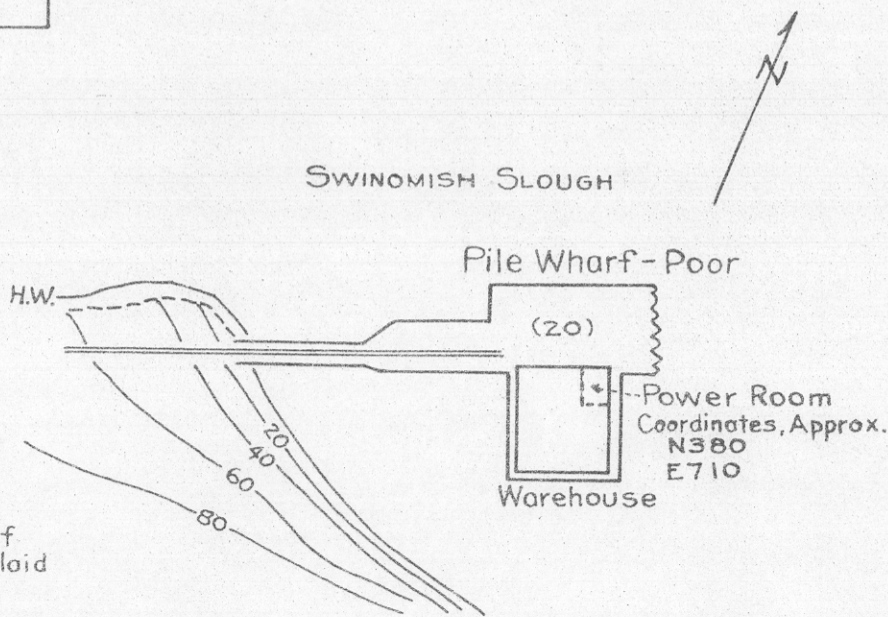 N
SWINOMISH SLOUGH
Pile Wharf-Poor
H.W.
(20)
Power Room
Coordinates, Approx.
N380
E710
Warehouse
20
40
60
80
f
laid